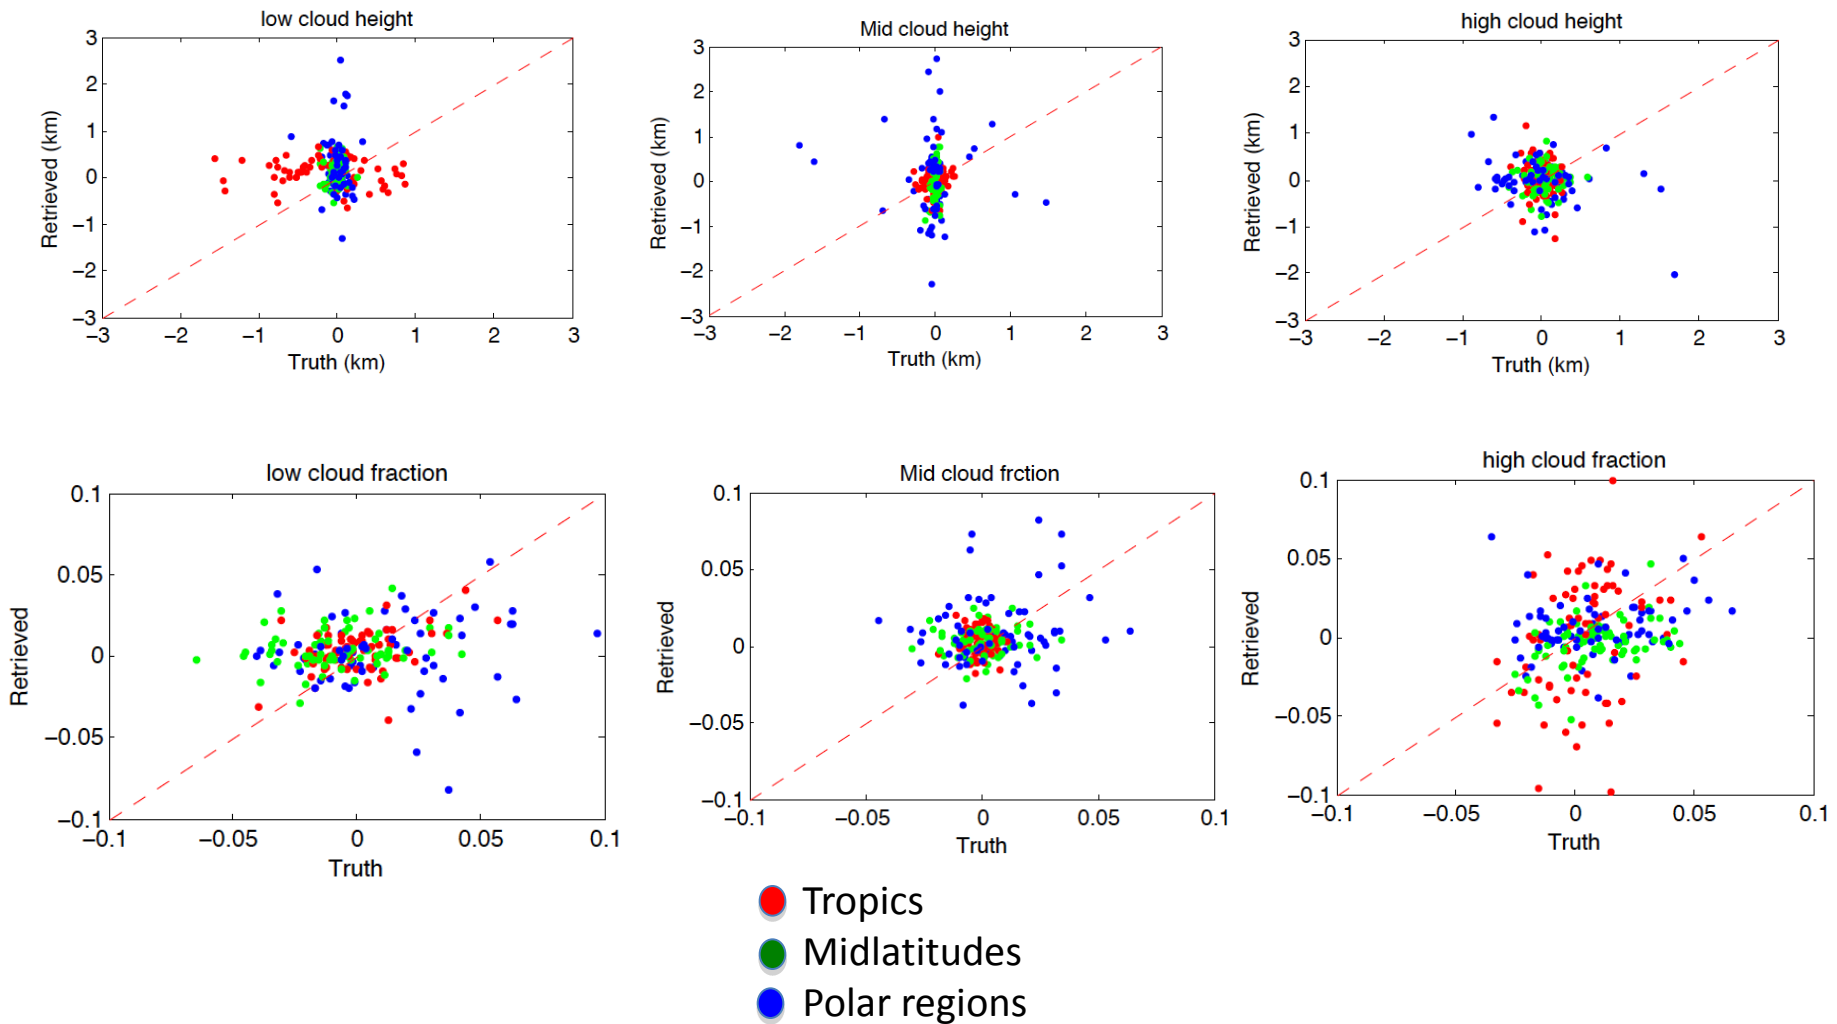 low cloud height
3
2
1
0
−1
−2
−3
−3 −2 −1 0 1 2 3
Retrieved (km)
Truth (km)
Mid cloud height
3
2
1
0
−1
−2
−3
−3 −2 −1 0 1 2 3
Retrieved (km)
Truth (km)
high cloud height
3
2
1
0
−1
−2
−3
−3 −2 −1 0 1 2 3
Retrieved (km)
Truth (km)
low cloud fraction
0.1
0.05
0
−0.05
−0.1
−0.1 −0.05 0 0.05 0.1
Retrieved
Truth
Mid cloud frction
0.1
0.05
0
−0.05
−0.1
−0.1 −0.05 0 0.05 0.1
Retrieved
Truth
high cloud fraction
0.1
0.05
0
−0.05
−0.1
−0.1 −0.05 0 0.05 0.1
Retrieved
Truth
Tropics
Midlatitudes
Polar regions